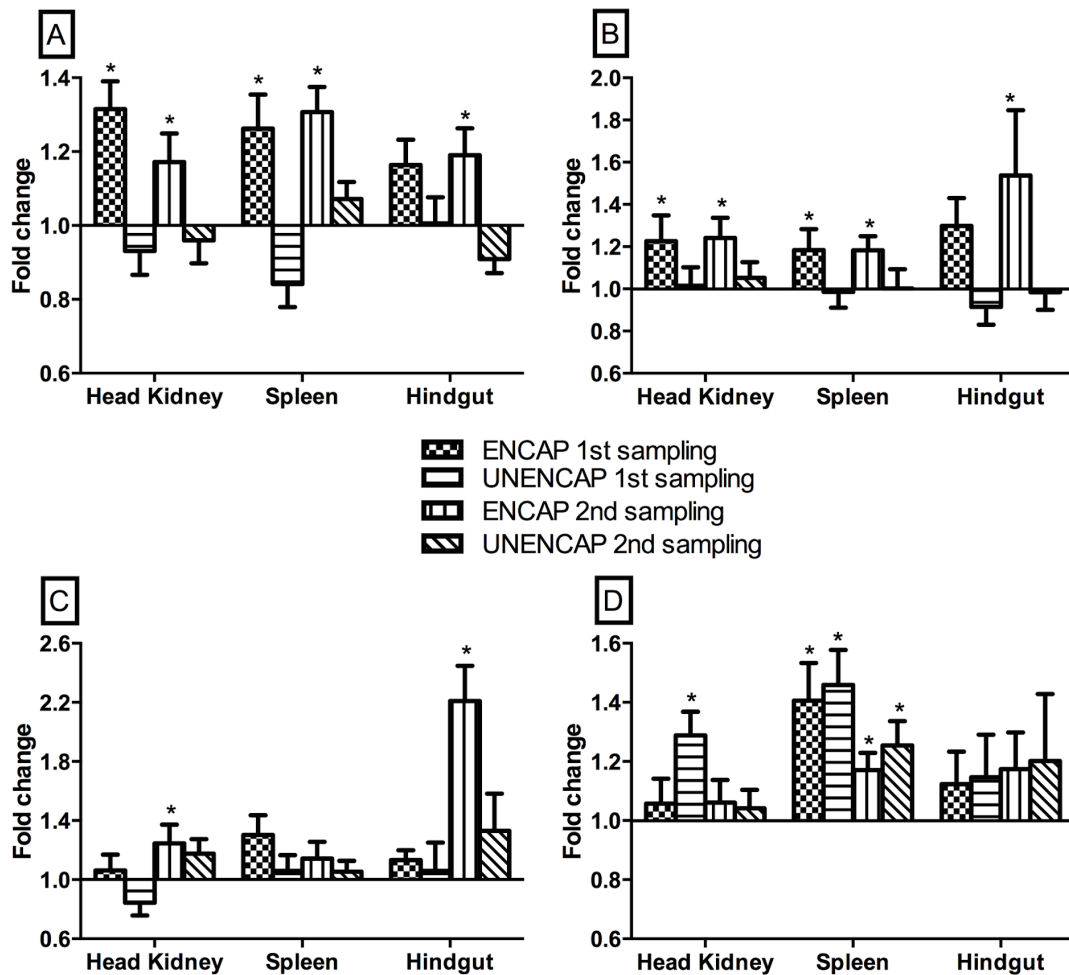 A
Fold change
1.4
1.2
1.0
0.8
0.6
* * * * *
Head Kidney Spleen Hindgut
B
Fold change
2.0
1.8
1.6
1.4
1.2
1.0
0.8
0.6
* * * * *
Head Kidney Spleen Hindgut
ENCAP 1st sampling
UNENCAP 1st sampling
ENCAP 2nd sampling
UNENCAP 2nd sampling
C
Fold change
2.6
2.2
1.8
1.4
1.0
0.6
* *
Head Kidney Spleen Hindgut
D
Fold change
1.6
1.4
1.2
1.0
0.8
0.6
* * * * *
Head Kidney Spleen Hindgut